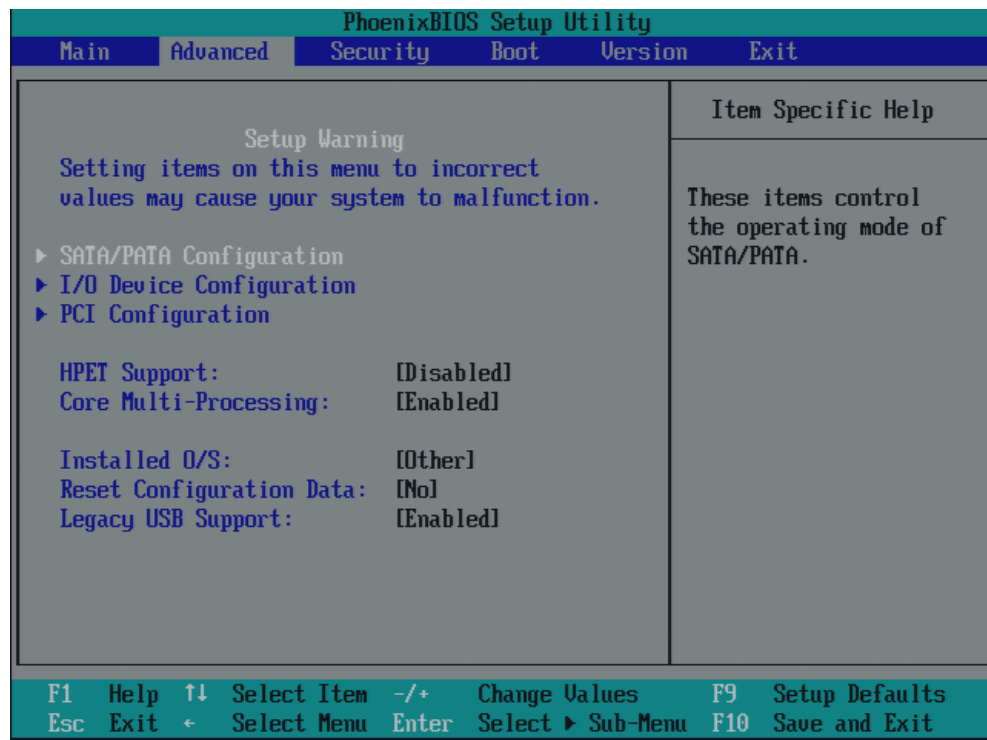 PhoenixBIOS Setup Utility
Main Advanced Security Boot Version Exit
Setup Warning
Setting items on this menu to incorrect
values may cause your system to malfunction.
▶ SATA/PATA Configuration
▶ I/O Device Configuration
▶ PCI Configuration
HPET Support: [Disabled]
Core Multi-Processing: [Enabled]
Installed O/S: [Other]
Reset Configuration Data: [No]
Legacy USB Support: [Enabled]
Item Specific Help
These items control
the operating mode of
SATA/PATA.
F1 Help ↑↓ Select Item -/+ Change Values F9 Setup Defaults
Esc Exit ← Select Menu Enter Select ▶ Sub-Menu F10 Save and Exit